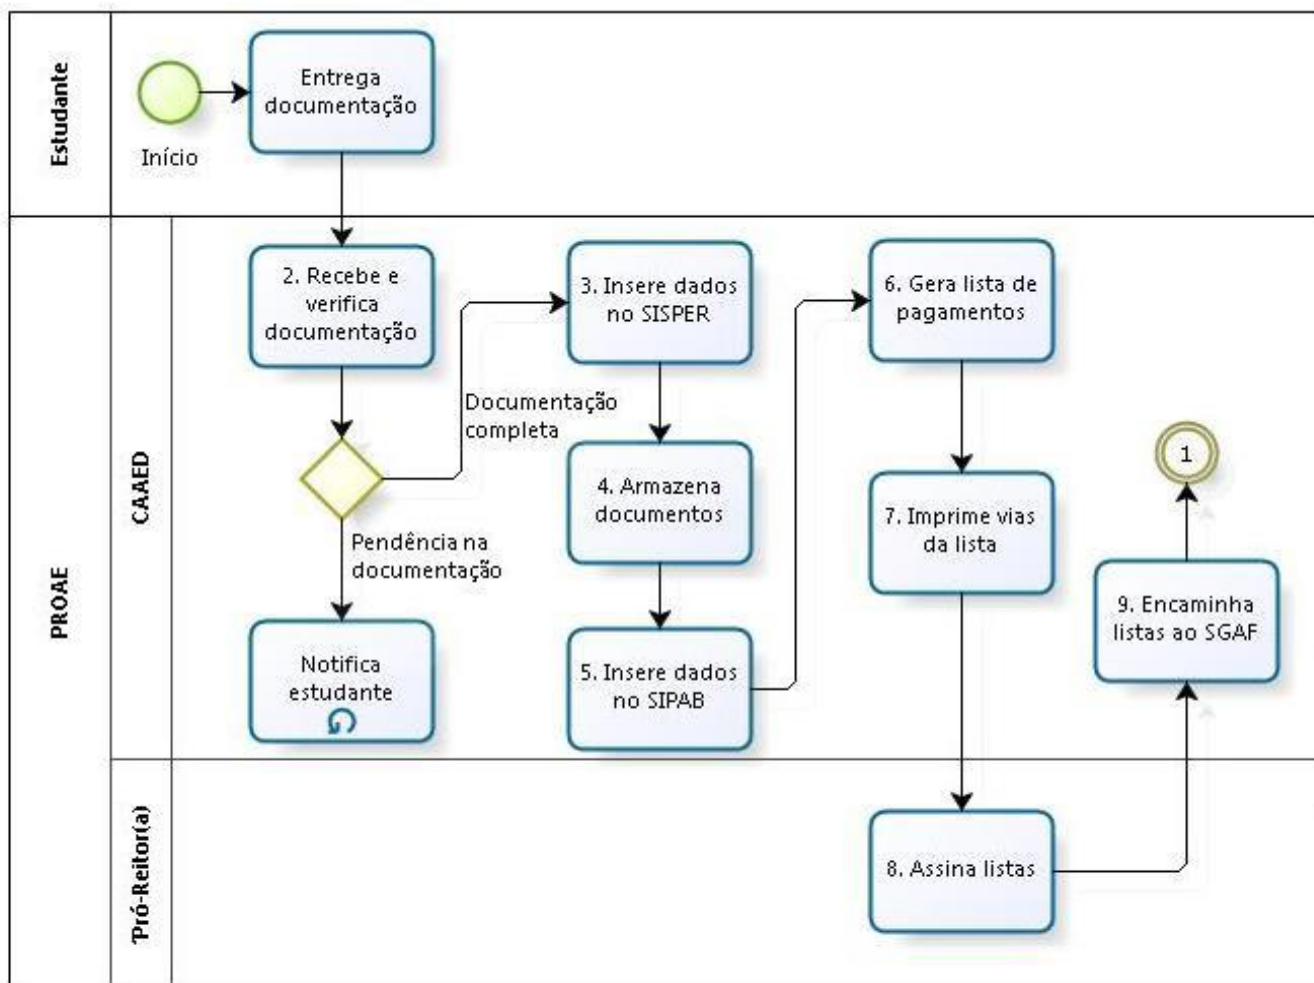 Estudante
Início
Entrega
documentação
PROAE
CAAED
2. Recebe e
verifica
documentação
Documentação
completa
Pendência na
documentação
Notifica
estudante
3. Insere dados
no SISPER
4. Armazena
documentos
5. Insere dados
no SIPAB
6. Gera lista de
pagamentos
7. Imprime vias
da lista
Pró-Reitor(a)
8. Assina listas
9. Encaminha
listas ao SGAF
1